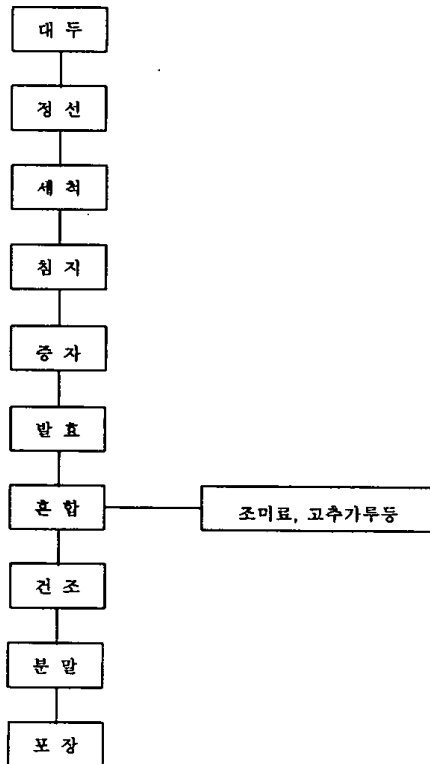 대 두
정 선
세 척
침 지
증 자
발 효
혼 합
조미료, 고추가루등
건 조
분 말
포 장